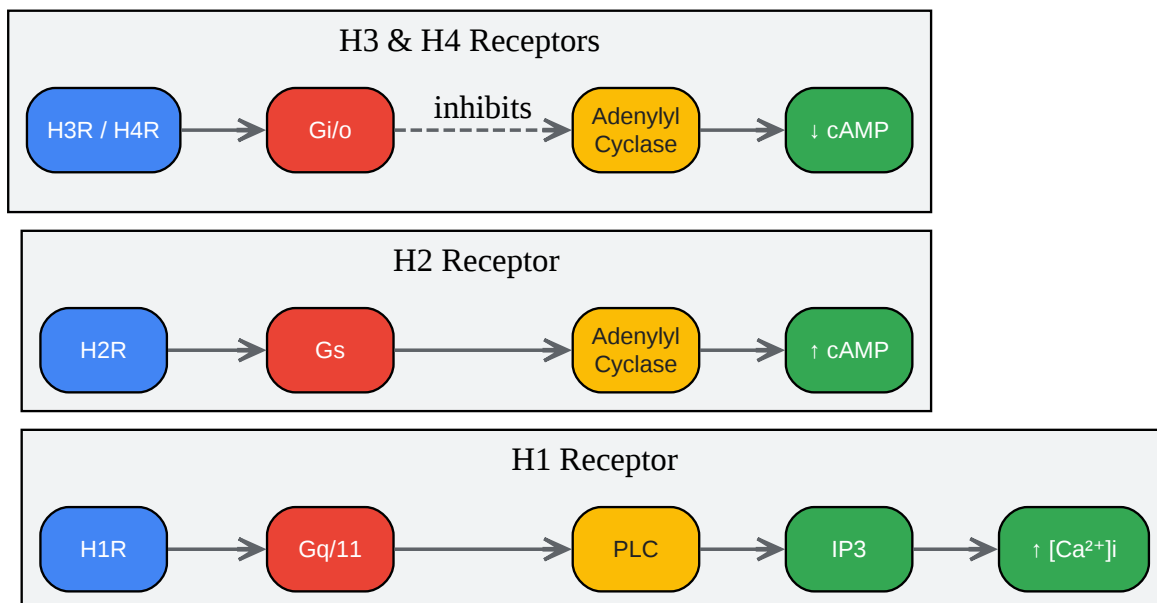 H3 & H4 Receptors
H3R / H4R
Gi/o
inhibits
Adenylyl
Cyclase
↓ cAMP
H2 Receptor
H2R
Gs
Adenylyl
Cyclase
↑ cAMP
H1 Receptor
H1R
Gq/11
PLC
IP3
↑ [Ca²⁺]i